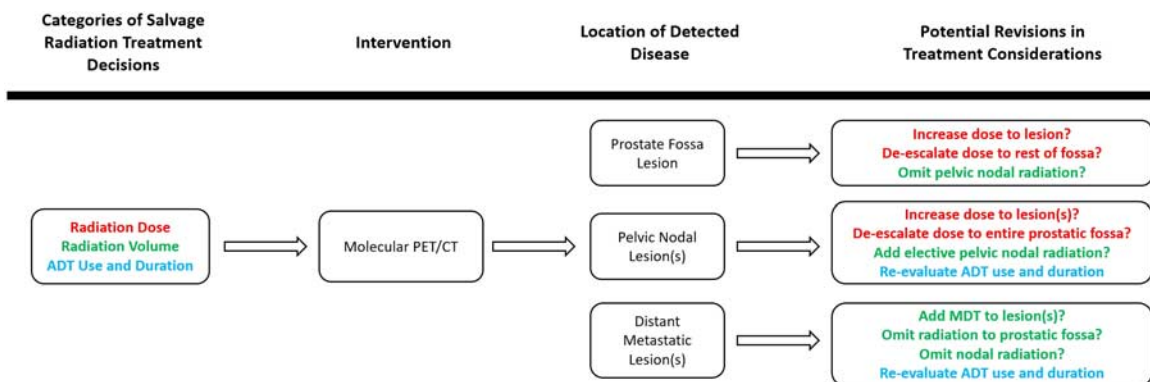 Categories of Salvage
Radiation Treatment
Decisions
Intervention
Location of Detected
Disease
Potential Revisions in
Treatment Considerations
Radiation Dose
Radiation Volume
ADT Use and Duration
Molecular PET/CT
Prostate Fossa
Lesion
Increase dose to lesion?
De-escalate dose to rest of fossa?
Omit pelvic nodal radiation?
Pelvic Nodal
Lesion(s)
Increase dose to lesion(s)?
De-escalate dose to entire prostatic fossa?
Add elective pelvic nodal radiation?
Re-evaluate ADT use and duration
Distant
Metastatic
Lesion(s)
Add MDT to lesion(s)?
Omit radiation to prostatic fossa?
Omit nodal radiation?
Re-evaluate ADT use and duration